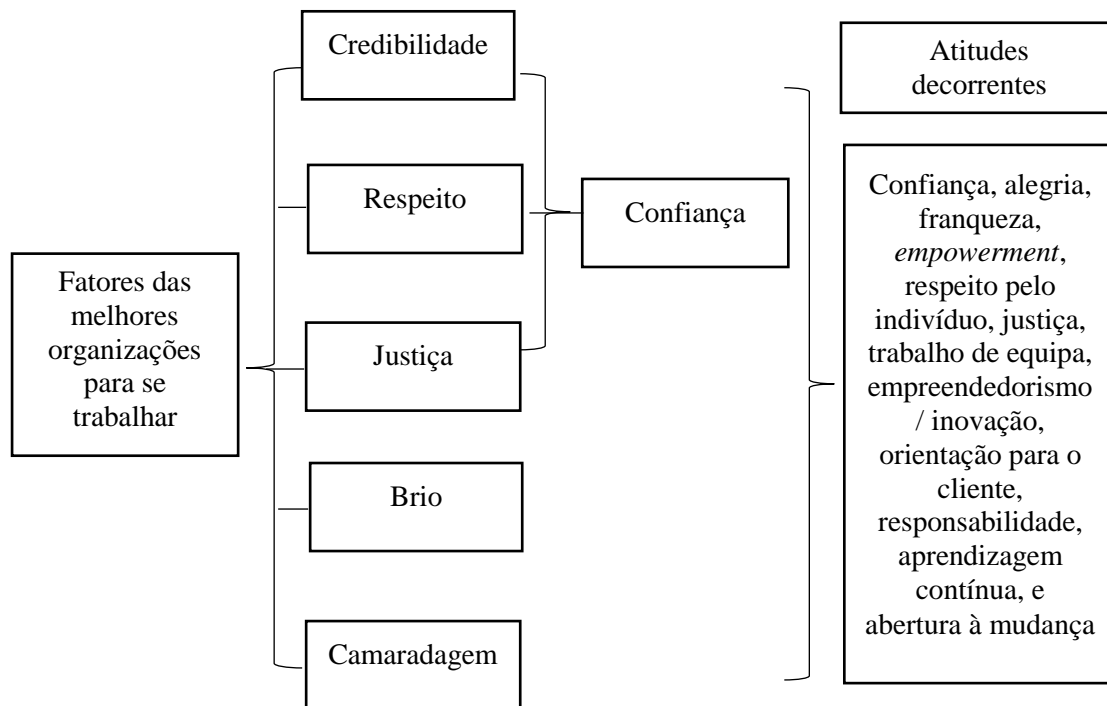 Fatores das
melhores
organizações
para se
trabalhar
Credibilidade
Respeito
Justiça
Brio
Camaradagem
Confiança
Atitudes
decorrentes
Confiança, alegria,
franqueza,
empowerment,
respeito pelo
indivíduo, justiça,
trabalho de equipa,
empreendedorismo
/ inovação,
orientação para o
cliente,
responsabilidade,
aprendizagem
contínua, e
abertura à mudança